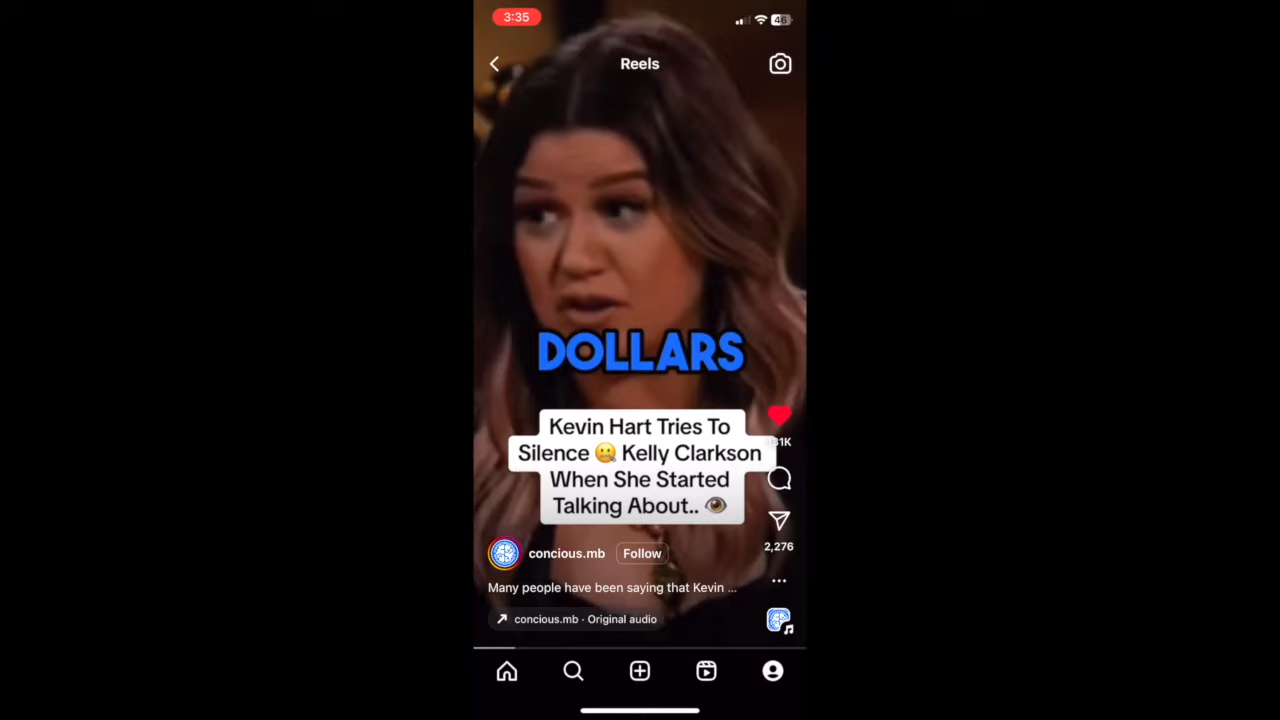 3:35
46
Reels
DOLLARS
Kevin Hart Tries To
Silence 🤐 Kelly Clarkson
When She Started
Talking About.. 👁️
2,276
concious.mb
Follow
Many people have been saying that Kevin ...
concious.mb · Original audio